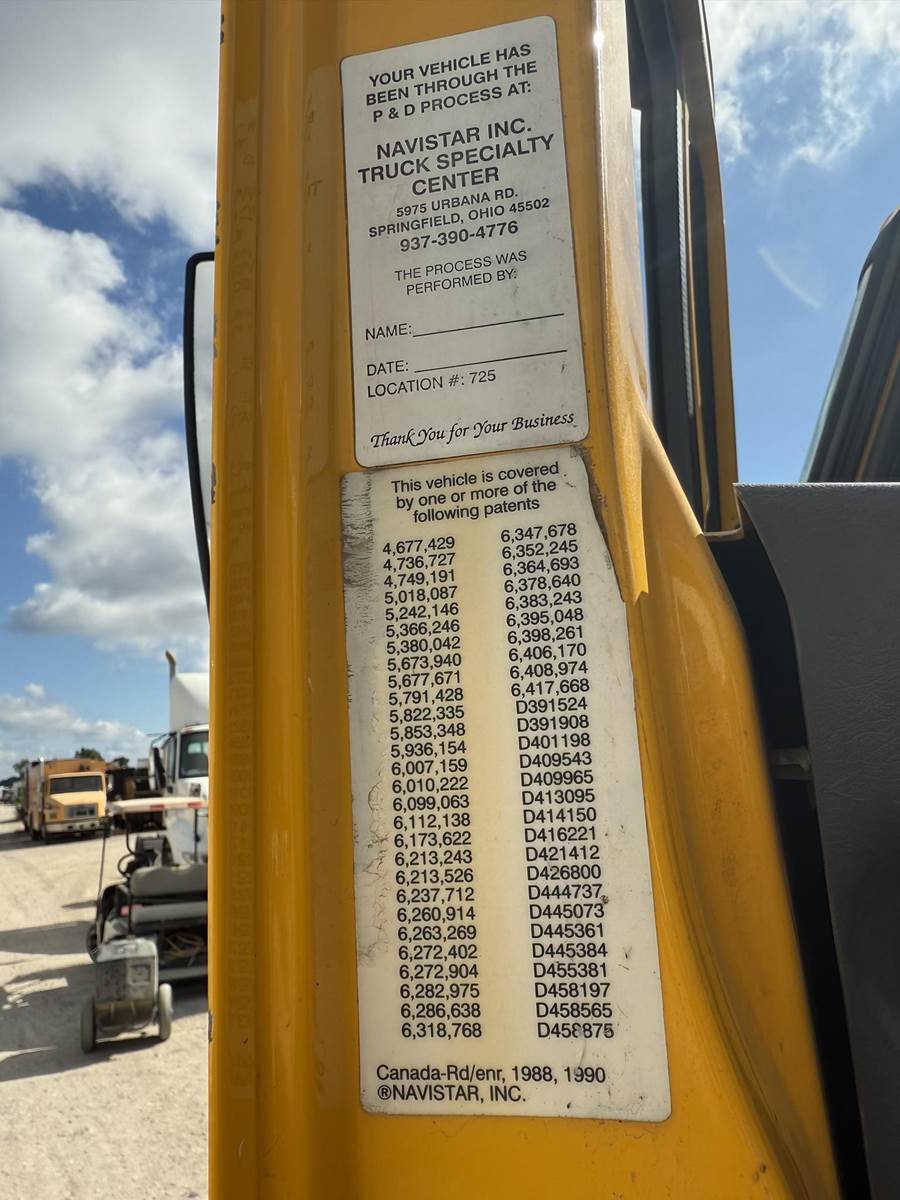 YOUR VEHICLE HAS
BEEN THROUGH THE
P & D PROCESS AT:
NAVISTAR INC.
TRUCK SPECIALTY
CENTER
5975 URBANA RD.
SPRINGFIELD, OHIO 45502
937-390-4776
THE PROCESS WAS
PERFORMED BY:
NAME:
DATE:
LOCATION #: 725
Thank You for Your Business
This vehicle is covered
by one or more of the
following patents
4,677,429
4,736,727
4,749,191
5,018,087
5,242,146
5,366,246
5,380,042
5,673,940
5,677,671
5,791,428
5,822,335
5,853,348
5,936,154
6,007,159
6,010,222
6,099,063
6,112,138
6,173,622
6,213,243
6,213,526
6,237,712
6,260,914
6,263,269
6,272,402
6,272,904
6,282,975
6,286,638
6,318,768
6,347,678
6,352,245
6,364,693
6,378,640
6,383,243
6,395,048
6,398,261
6,406,170
6,408,974
6,417,668
D391524
D391908
D401198
D409543
D409965
D413095
D414150
D416221
D421412
D426800
D444737
D445073
D445361
D445384
D455381
D458197
D458565
D458875
Canada-Rd/enr, 1988, 1990
®NAVISTAR, INC.